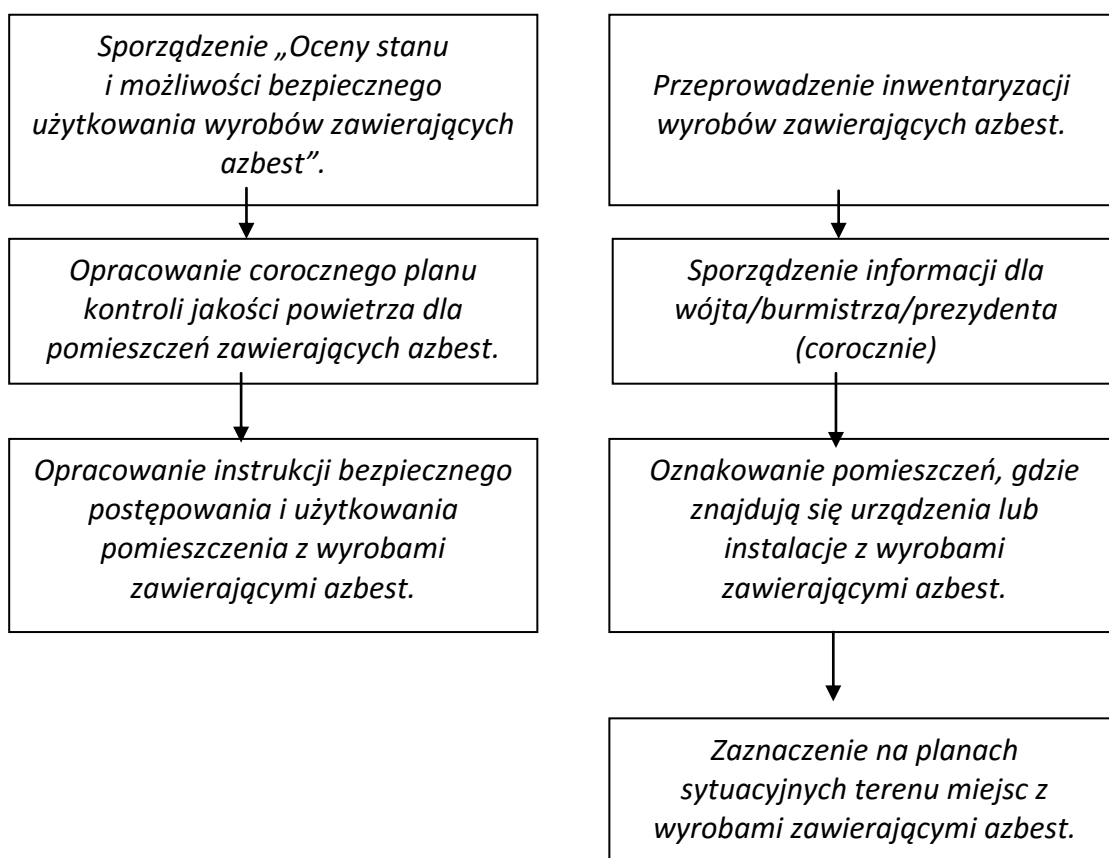 Sporządzenie „Oceny stanu
i możliwości bezpiecznego
użytkowania wyrobów zawierających
azbest”.
Opracowanie corocznego planu
kontroli jakości powietrza dla
pomieszczeń zawierających azbest.
Opracowanie instrukcji bezpiecznego
postępowania i użytkowania
pomieszczenia z wyrobami
zawierającymi azbest.
Przeprowadzenie inwentaryzacji
wyrobów zawierających azbest.
Sporządzenie informacji dla
wójta/burmistrza/prezydenta
(corocznie)
Oznakowanie pomieszczeń, gdzie
znajdują się urządzenia lub
instalacje z wyrobami
zawierającymi azbest.
Zaznaczenie na planach
sytuacyjnych terenu miejsc z
wyrobami zawierającymi azbest.